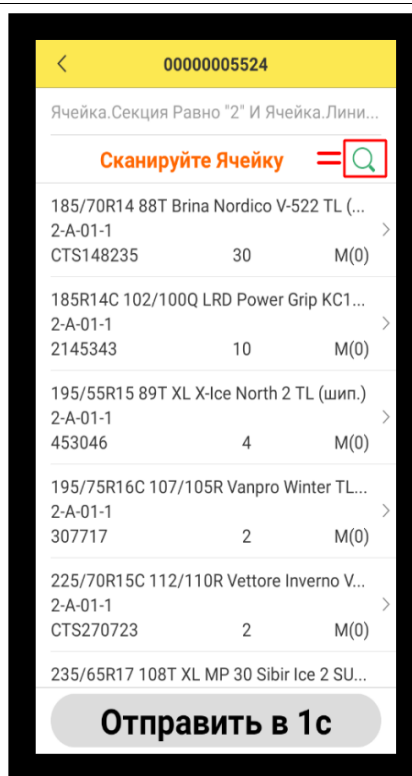 00000005524
Ячейка.Секция Равно "2" И Ячейка.Лини...
Сканируйте Ячейку =
185/70R14 88T Brina Nordico V-522 TL (...
2-A-01-1
CTS148235 30 M(0)
185R14C 102/100Q LRD Power Grip KC1...
2-A-01-1
2145343 10 M(0)
195/55R15 89T XL X-Ice North 2 TL (шип.)
2-A-01-1
453046 4 M(0)
195/75R16C 107/105R Vanpro Winter TL...
2-A-01-1
307717 2 M(0)
225/70R15C 112/110R Vettore Inverno V...
2-A-01-1
CTS270723 2 M(0)
235/65R17 108T XL MP 30 Sibir Ice 2 SU...
Отправить в 1с